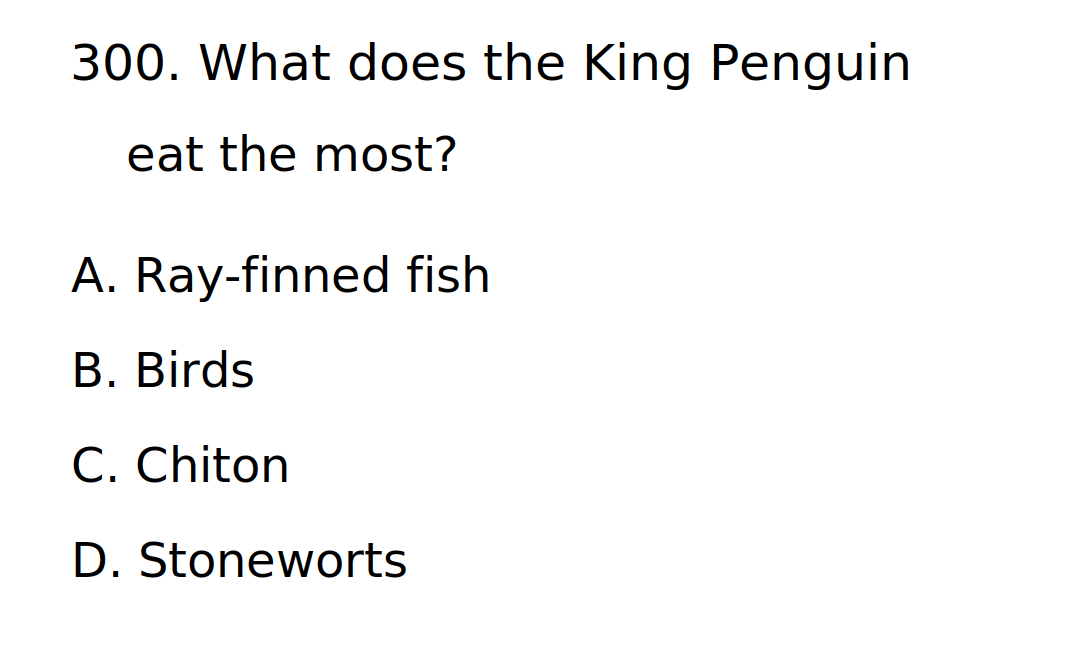 300. What does the King Penguin
eat the most?
A. Ray-finned fish
B. Birds
C. Chiton
D. Stoneworts